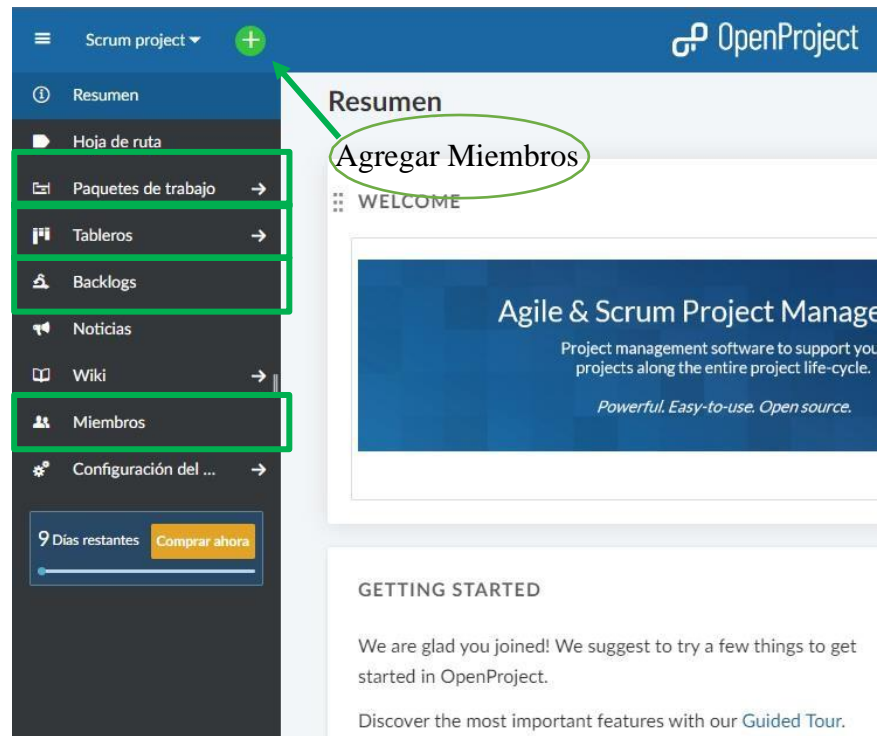 Scrum project
OpenProject
Resumen
Hoja de ruta
Paquetes de trabajo
Tableros
Backlogs
Noticias
Wiki
Miembros
Configuración del ...
9 Días restantes
Comprar ahora
Resumen
Agregar Miembros
WELCOME
Agile & Scrum Project Manage
Project management software to support you
projects along the entire project life-cycle.
Powerful. Easy-to-use. Open source.
GETTING STARTED
We are glad you joined! We suggest to try a few things to get
started in OpenProject.
Discover the most important features with our Guided Tour.